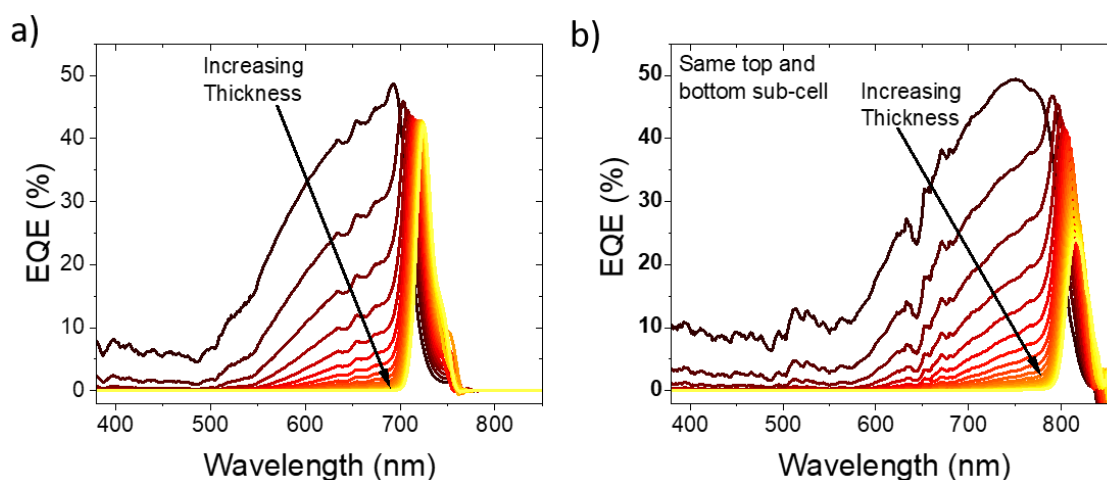 a)
Increasing
Thickness
50
40
30
20
10
0
EQE (%)
400 500 600 700 800
Wavelength (nm)
b)
Same top and
bottom sub-cell
Increasing
Thickness
50
40
30
20
10
0
EQE (%)
400 500 600 700 800
Wavelength (nm)